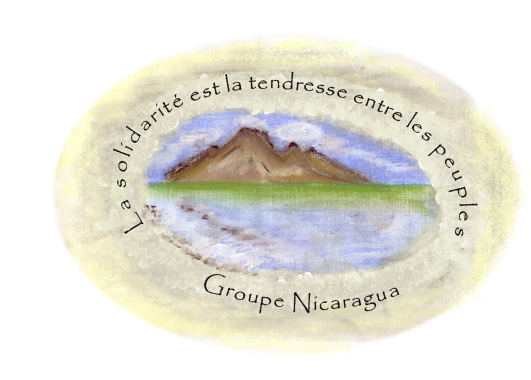 La solidarité est la tendresse entre les peuples
Groupe Nicaragua